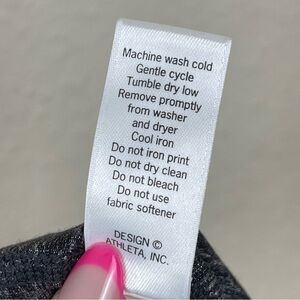 Machine wash cold
Gentle cycle
Tumble dry low
Remove promptly
from washer
and dryer
Cool iron
Do not iron print
Do not dry clean
Do not bleach
Do not use
fabric softener
DESIGN ©
ATHLETA, INC.